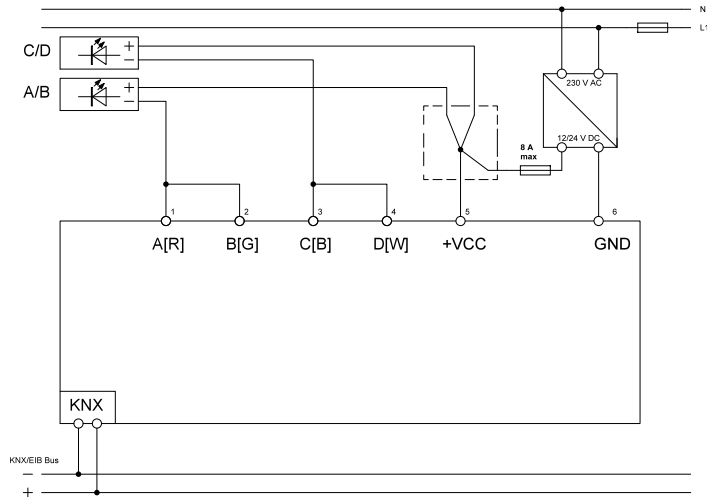 N
L1
C/D
+
−
A/B
+
−
230 V AC
12/24 V DC
8 A
max
1 2 3 4 5 6
A[R] B[G] C[B] D[W] +VCC GND
KNX
KNX/EIB Bus
−
+